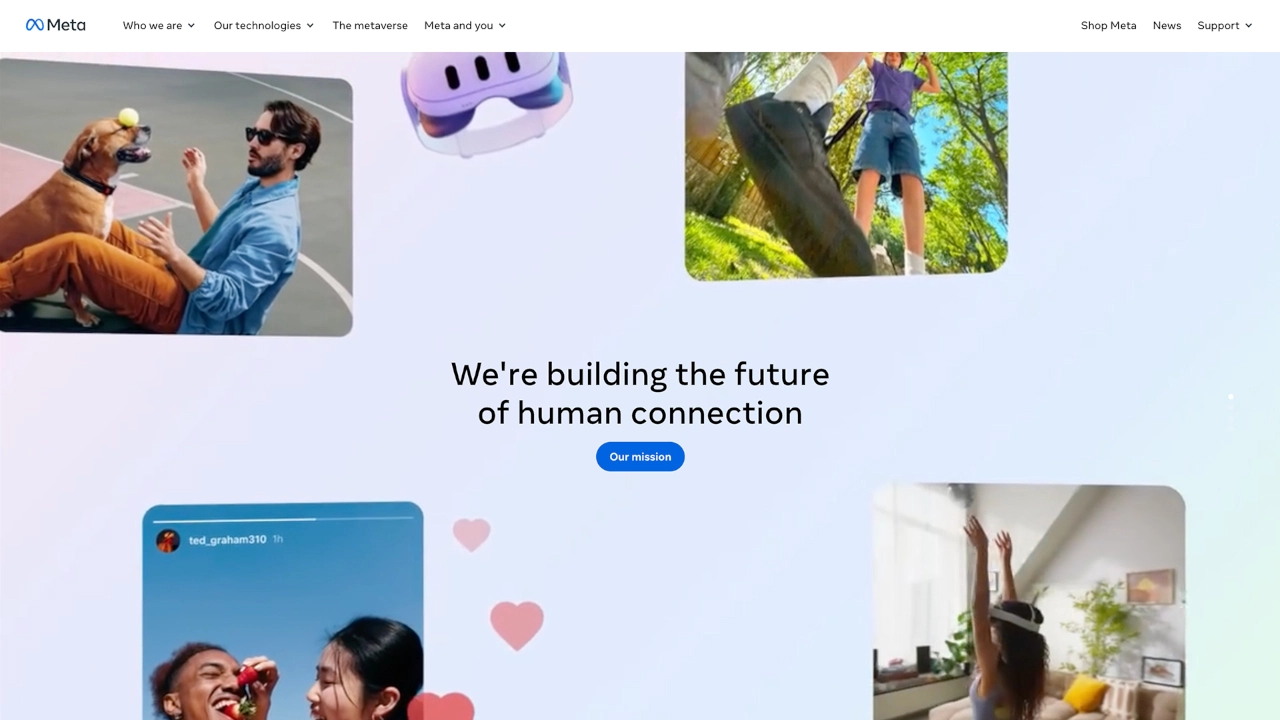 Meta
Who we are
Our technologies
The metaverse
Meta and you
Shop Meta
News
Support
We're building the future
of human connection
Our mission
ted_graham310 1h